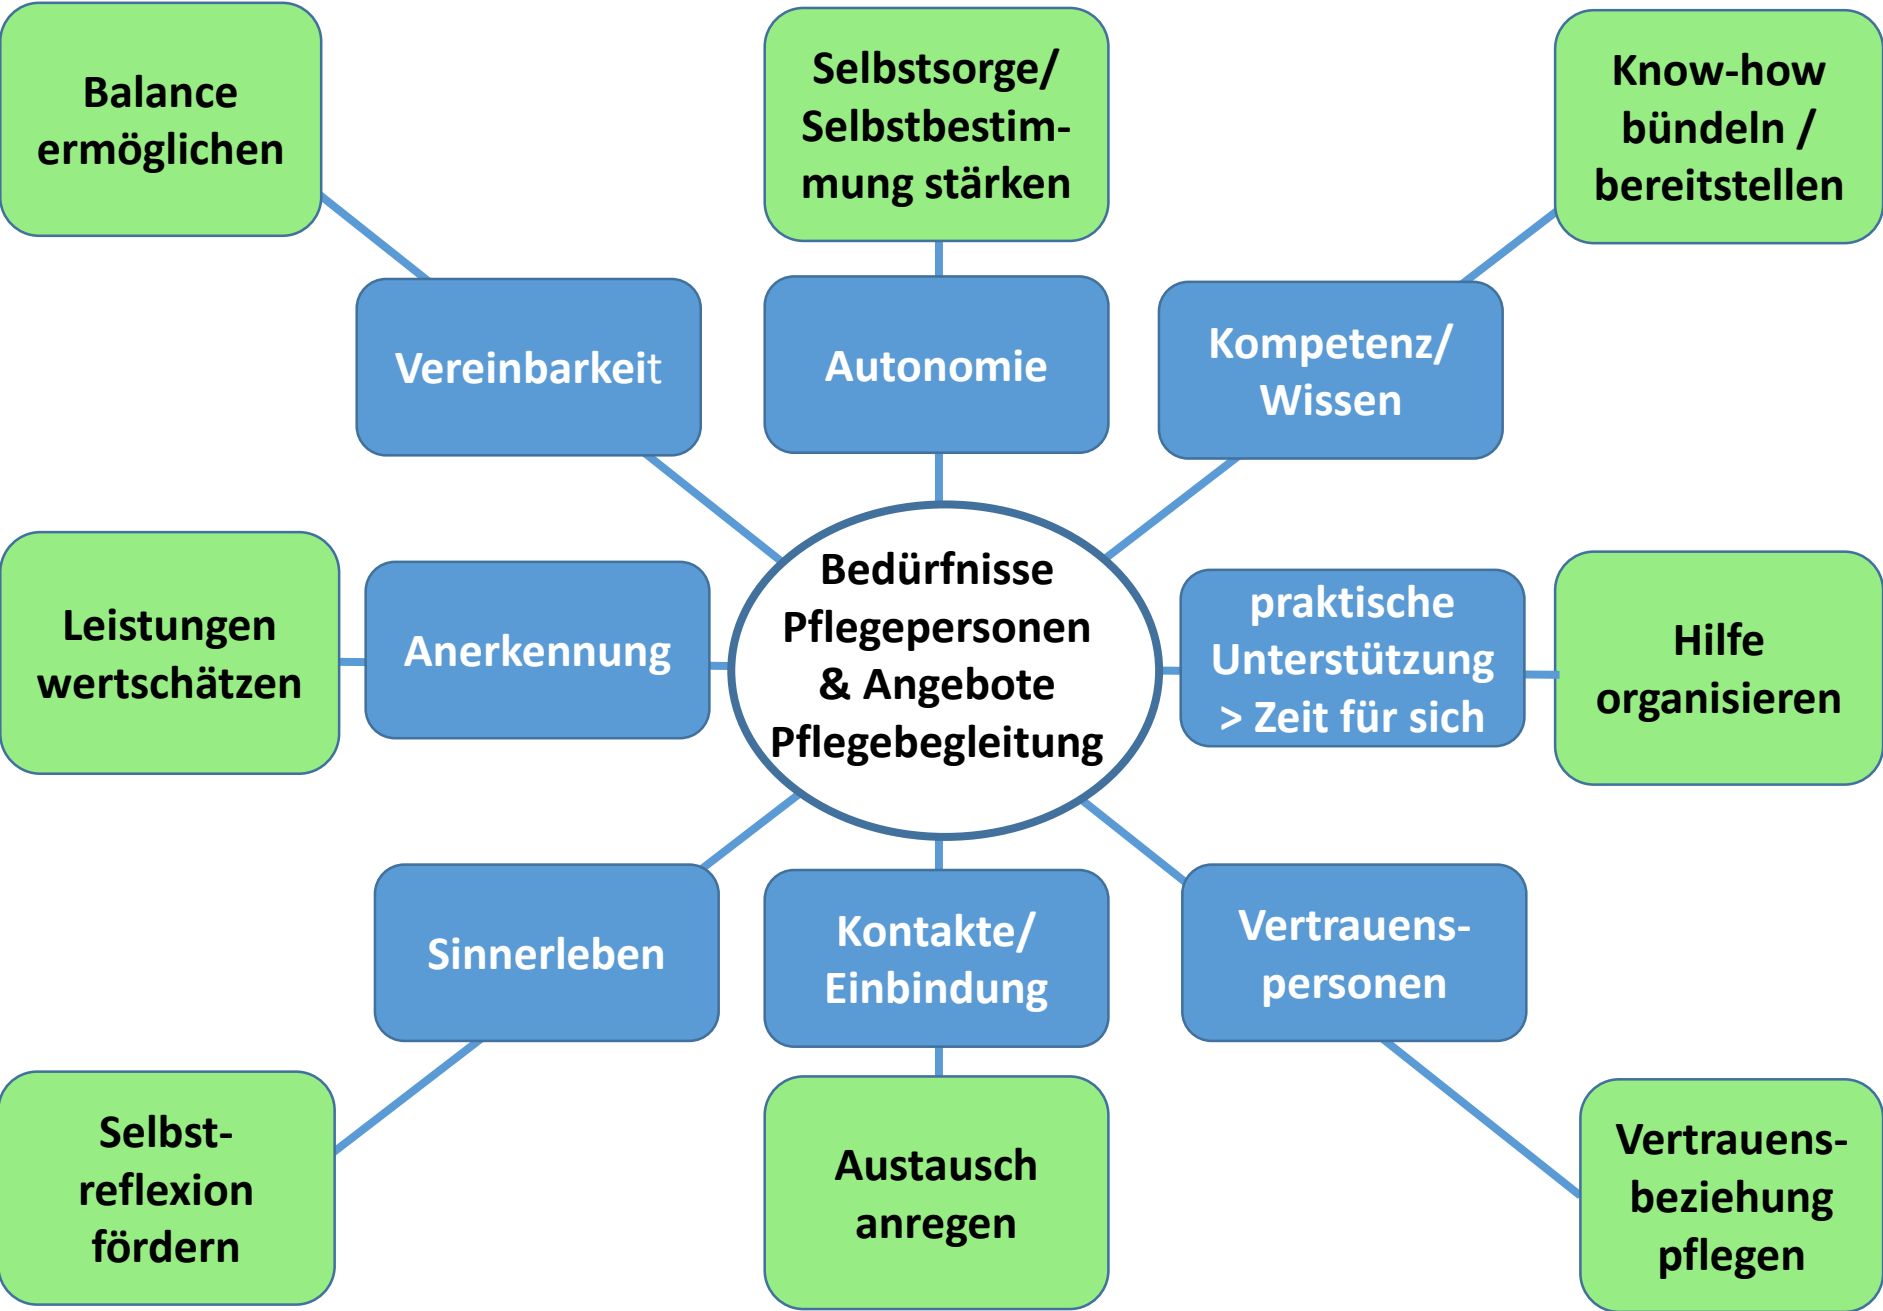 Balance
ermöglichen
Selbstsorge/
Selbstbestim-
mung stärken
Know-how
bündeln /
bereitstellen
Vereinbarkeit
Autonomie
Kompetenz/
Wissen
Leistungen
wertschätzen
Anerkennung
Bedürfnisse
Pflegepersonen
& Angebote
Pflegebegleitung
praktische
Unterstützung
> Zeit für sich
Hilfe
organisieren
Sinnerleben
Kontakte/
Einbindung
Vertrauens-
personen
Selbst-
reflexion
fördern
Austausch
anregen
Vertrauens-
beziehung
pflegen